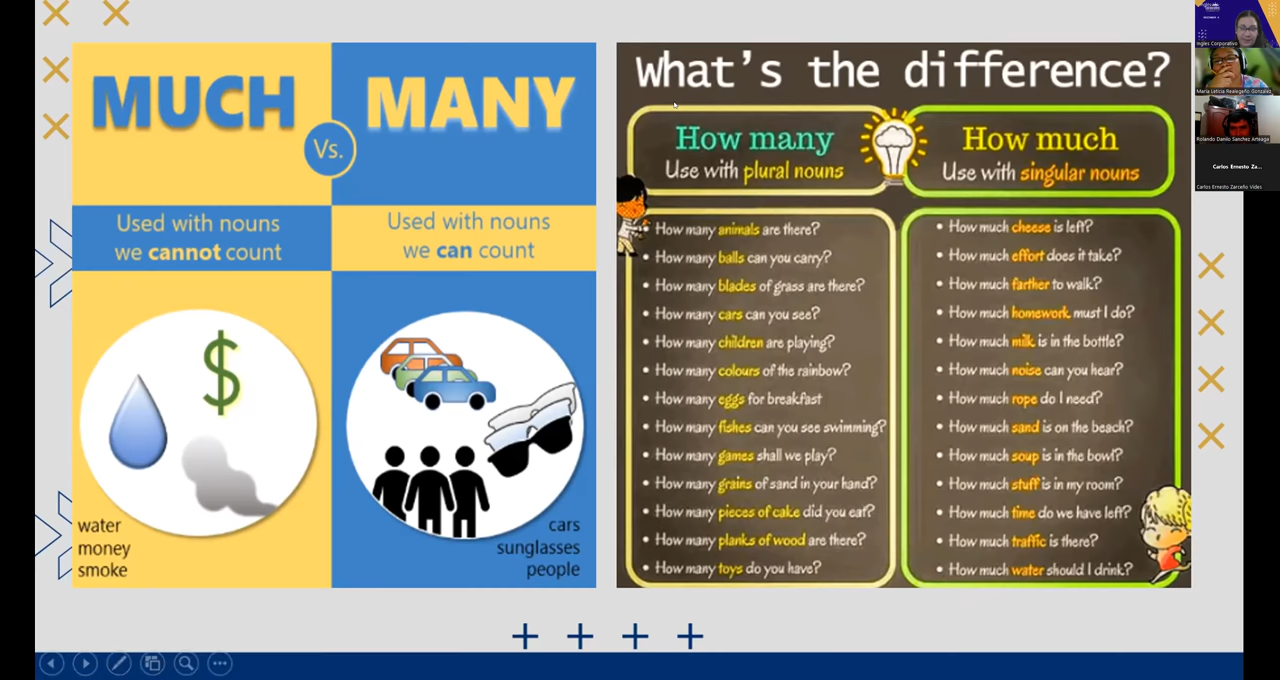 MUCH
Vs.
MANY
Used with nouns
we cannot count
Used with nouns
we can count
water
money
smoke
cars
sunglasses
people
$
What's the difference?
How many
Use with plural nouns
How much
Use with singular nouns
• How many animals are there?
• How many balls can you carry?
• How many blades of grass are there?
• How many cars can you see?
• How many children are playing?
• How many colours of the rainbow?
• How many eggs for breakfast
• How many fishes can you see swimming?
• How many games shall we play?
• How many grains of sand in your hand?
• How many pieces of cake did you eat?
• How many planks of wood are there?
• How many toys do you have?
• How much cheese is left?
• How much effort does it take?
• How much farther to walk?
• How much homework must I do?
• How much milk is in the bottle?
• How much noise can you hear?
• How much rope do I need?
• How much sand is on the beach?
• How much soup is in the bowl?
• How much stuff is in my room?
• How much time do we have left?
• How much traffic is there?
• How much water should I drink?
Ingles Corporativo
Maria Leticia Realegeño Gonzalez
Rolando Danilo Sanchez Arteaga
Carlos Ernesto Za...
Carlos Ernesto Zarceño Vides